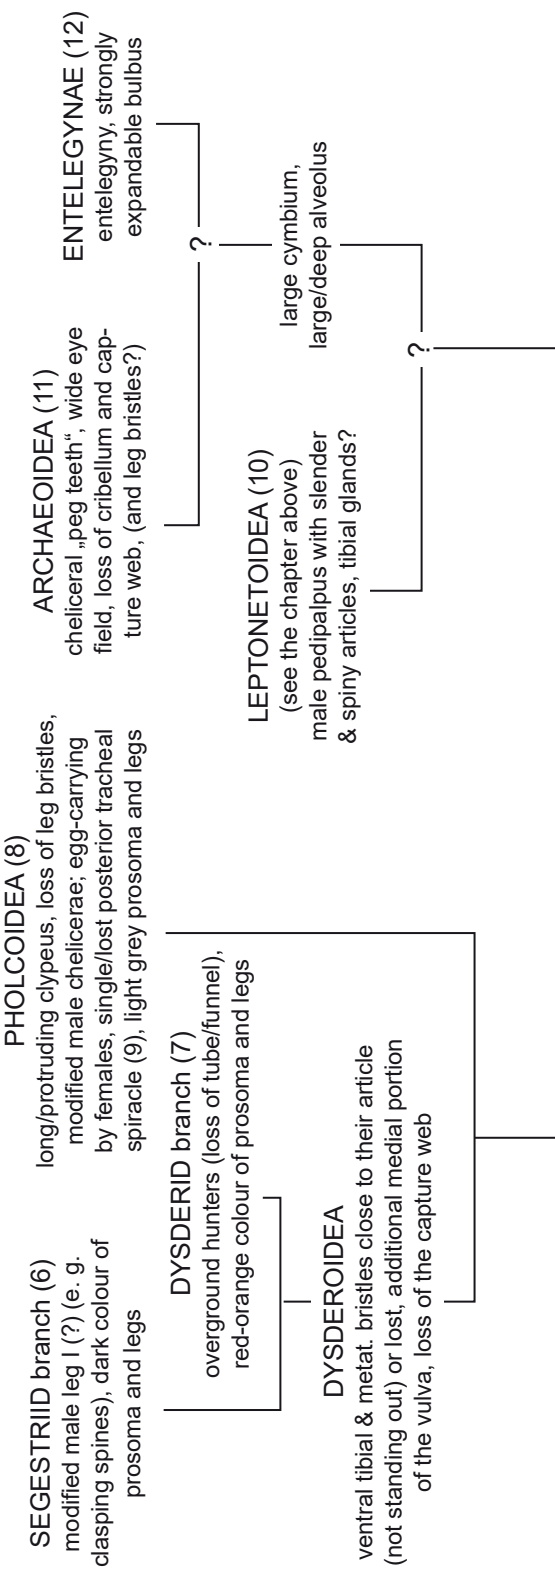 SEGESTRIID branch (6)
modified male leg I (?) (e. g.
clasping spines), dark colour of
prosoma and legs
PHOLCOIDEA (8)
long/protruding clypeus, loss of leg bristles,
modified male chelicerae; egg-carrying
by females, single/lost posterior tracheal
spiracle (9), light grey prosoma and legs
ARCHAEOIDEA (11)
cheliceral „peg teeth“, wide eye
field, loss of cribellum and cap-
ture web, (and leg bristles?)
ENTELEGYNAE (12)
entelegyny, strongly
expandable bulbus
DYSDERID branch (7)
overground hunters (loss of tube/funnel),
red-orange colour of prosoma and legs
?
LEPTONETOIDEA (10)
(see the chapter above)
male pedipalpus with slender
& spiny articles, tibial glands?
large cymbium,
large/deep alveolus
DYSDEROIDEA
ventral tibial & metat. bristles close to their article
(not standing out) or lost, additional medial portion
of the vulva, loss of the capture web
?